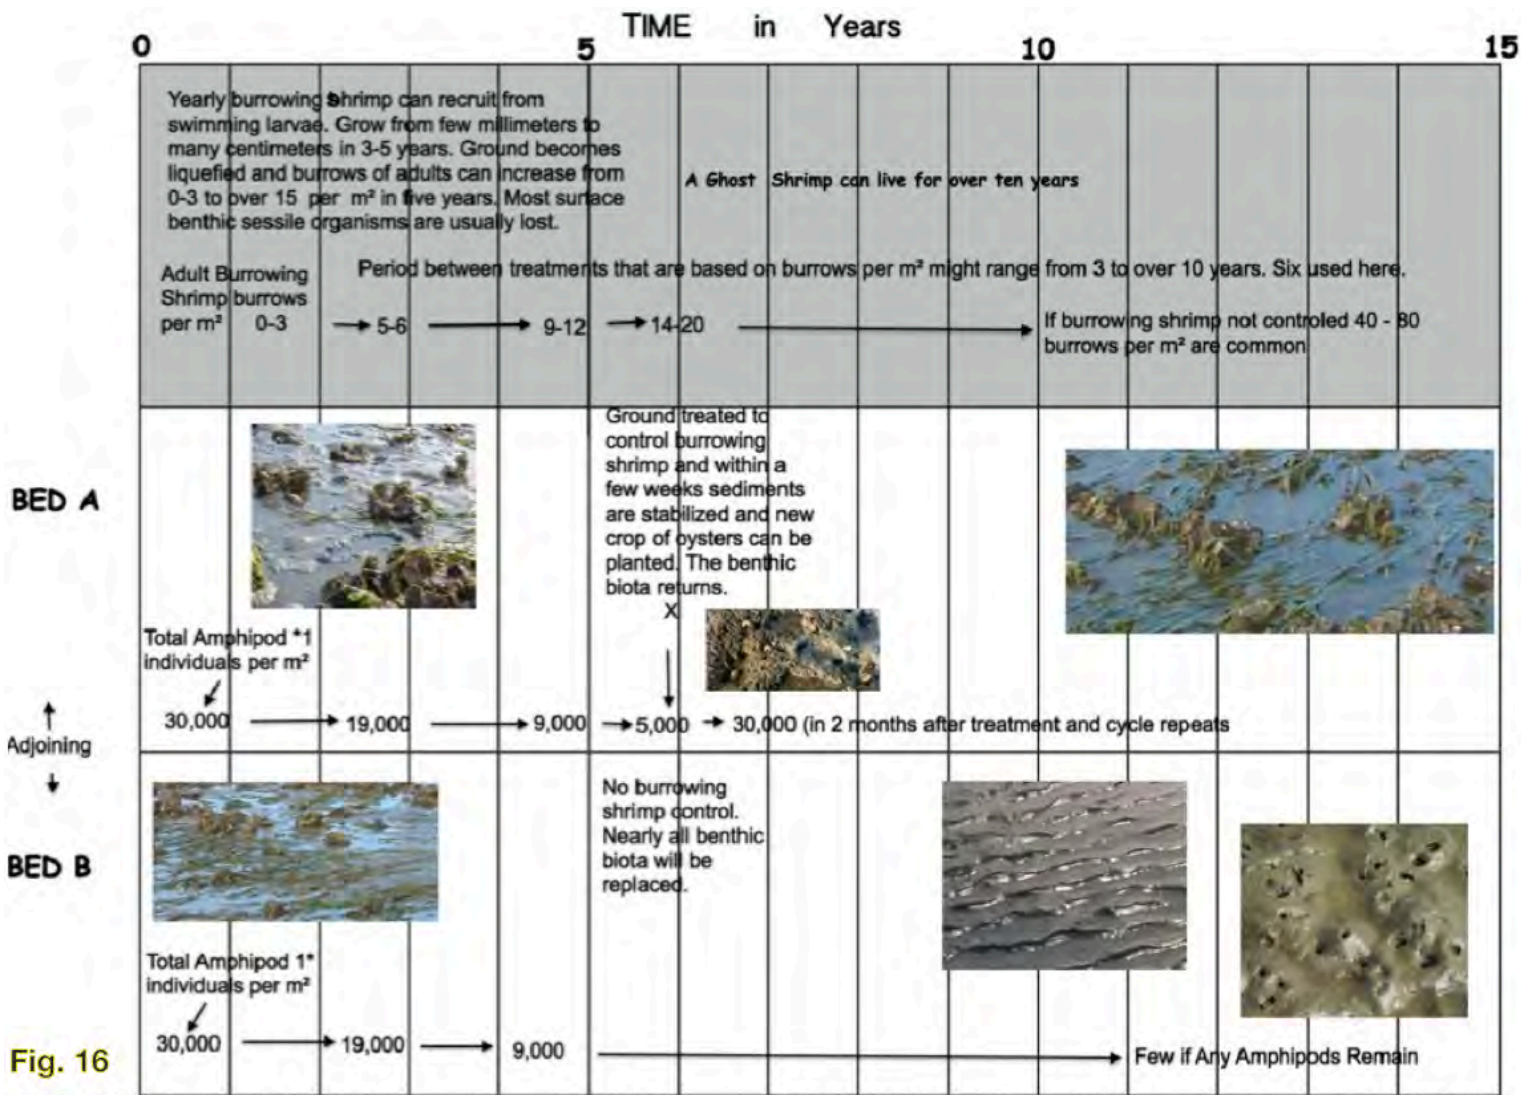 TIME in Years
0 5 10 15
Yearly burrowing shrimp can recruit from
swimming larvae. Grow from few millimeters to
many centimeters in 3-5 years. Ground becomes
liquefied and burrows of adults can increase from
0-3 to over 15 per m² in five years. Most surface
benthic sessile organisms are usually lost.
A Ghost Shrimp can live for over ten years
Period between treatments that are based on burrows per m² might range from 3 to over 10 years. Six used here.
Adult Burrowing
Shrimp burrows
per m² 0-3 → 5-6 → 9-12 → 14-20 →
If burrowing shrimp not controled 40 - 80
burrows per m² are common
BED A
Ground treated to
control burrowing
shrimp and within a
few weeks sediments
are stabilized and new
crop of oysters can be
planted. The benthic
biota returns.
X
Total Amphipod *1
individuals per m²
30,000 → 19,000 → 9,000 → 5,000 → 30,000 (in 2 months after treatment and cycle repeats
Adjoining
BED B
No burrowing
shrimp control.
Nearly all benthic
biota will be
replaced.
Total Amphipod 1*
individuals per m²
30,000 → 19,000 → 9,000 → Few if Any Amphipods Remain
Fig. 16